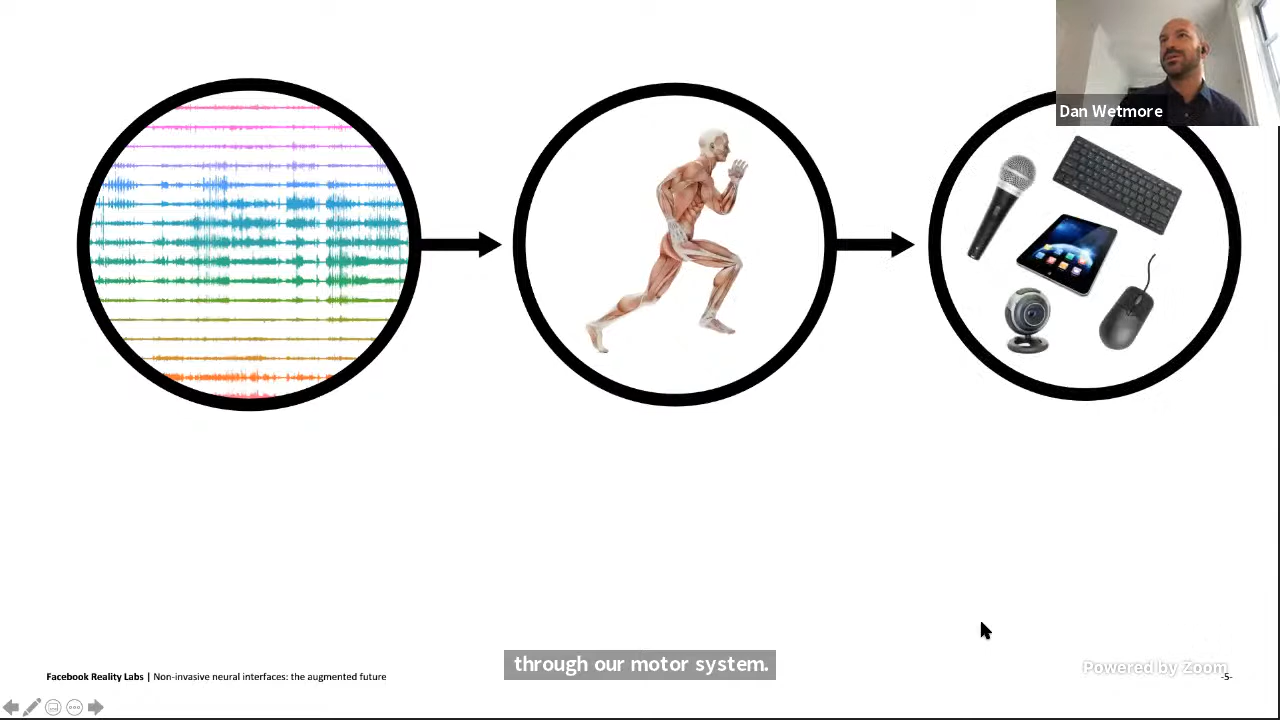 Dan Wetmore
through our motor system.
Facebook Reality Labs | Non-invasive neural interfaces: the augmented future
Powered by Zoom
-5-